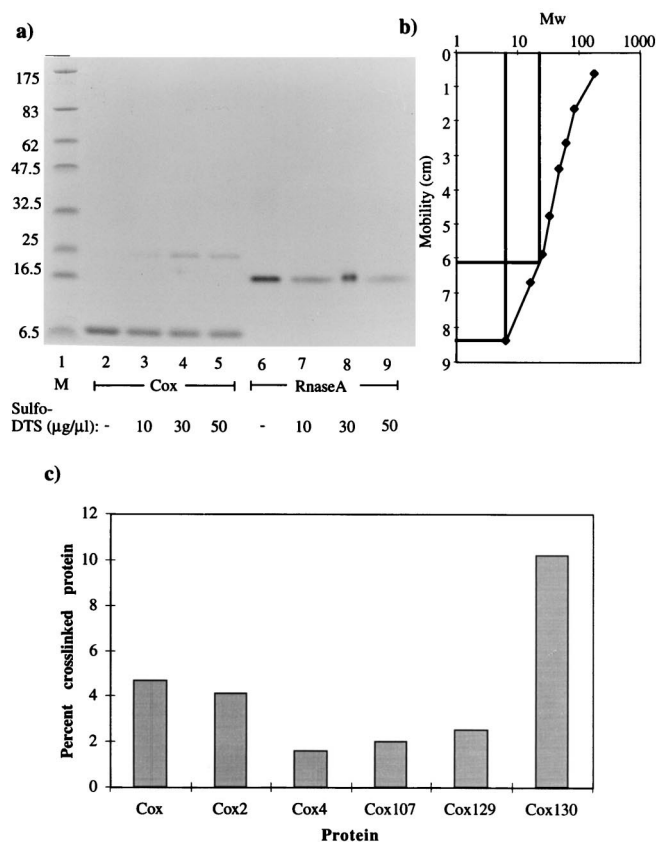 a)
175
83
62
47.5
32.5
25
16.5
6.5
1 2 3 4 5 6 7 8 9
M Cox RnaseA
Sulfo-
DTS (µg/µl): - 10 30 50 - 10 30 50
b)
Mw
1 10 100 1000
0
1
2
3
4
5
6
7
8
9
Mobility (cm)
c)
12
10
8
6
4
2
0
Percent crosslinked protein
Cox Cox2 Cox4 Cox107 Cox129 Cox130
Protein